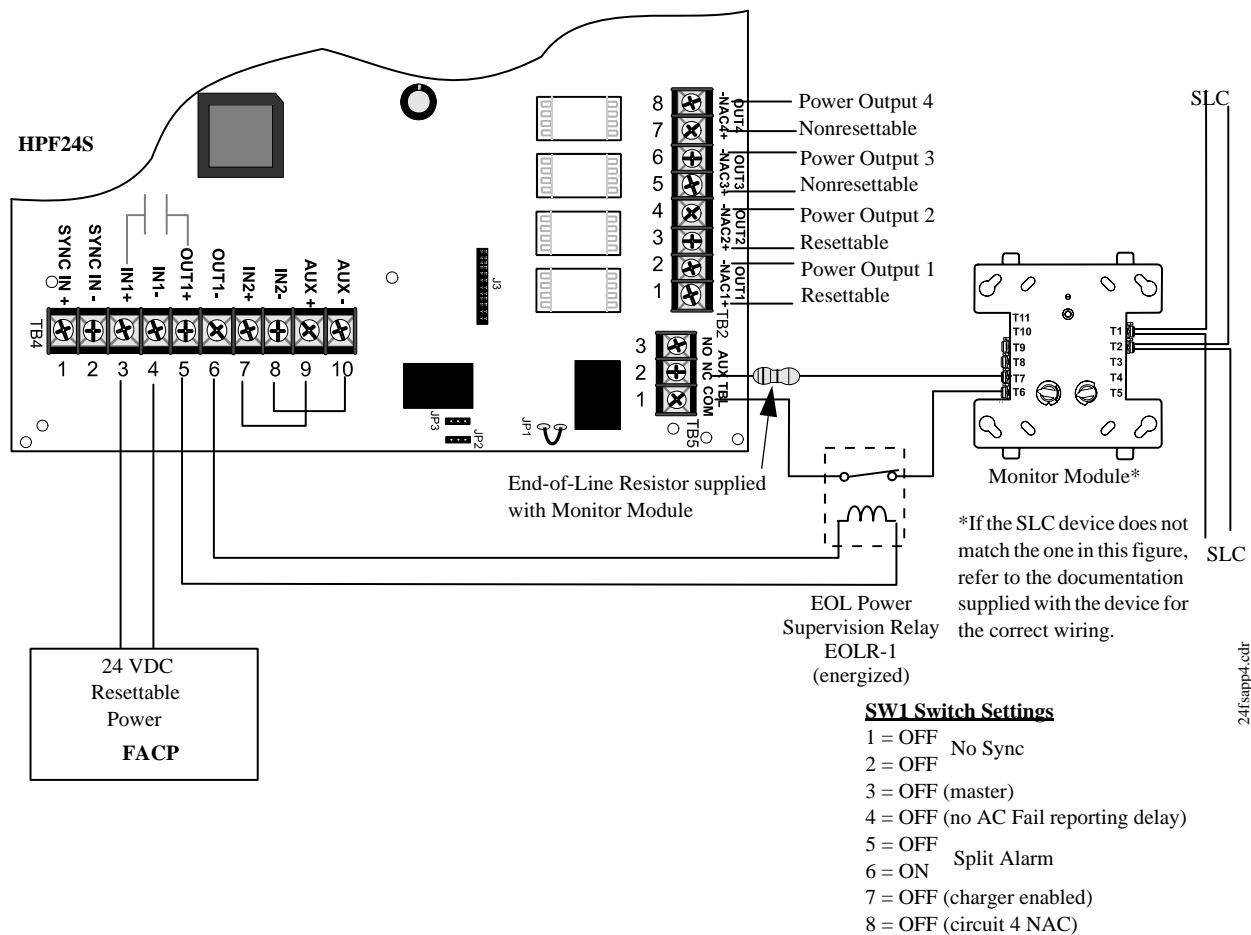 HPF24S
SYNC IN +
SYNC IN -
IN1+
IN1-
OUT1+
OUT1-
IN2+
IN2-
AUX +
AUX -
TB4
1 2 3 4 5 6 7 8 9 10
J3
8
7
6
5
4
3
2
1
-NAC4+
OUT4
-NAC3+
OUT3
-NAC2+
OUT2
-NAC1+
OUT1
TB2
Power Output 4
Nonresettable
Power Output 3
Nonresettable
Power Output 2
Resettable
Power Output 1
Resettable
3
2
1
NO NC COM
AUX TBL
TB5
JP3
JP2
JP1
SLC
T11
T10
T9
T8
T7
T6
T1
T2
T3
T4
T5
Monitor Module*
SLC
End-of-Line Resistor supplied
with Monitor Module
*If the SLC device does not
match the one in this figure,
refer to the documentation
supplied with the device for
the correct wiring.
EOL Power
Supervision Relay
EOLR-1
(energized)
24 VDC
Resettable
Power
FACP
SW1 Switch Settings
1 = OFF
No Sync
2 = OFF
3 = OFF (master)
4 = OFF (no AC Fail reporting delay)
5 = OFF
Split Alarm
6 = ON
7 = OFF (charger enabled)
8 = OFF (circuit 4 NAC)
24fsapp4.cdr